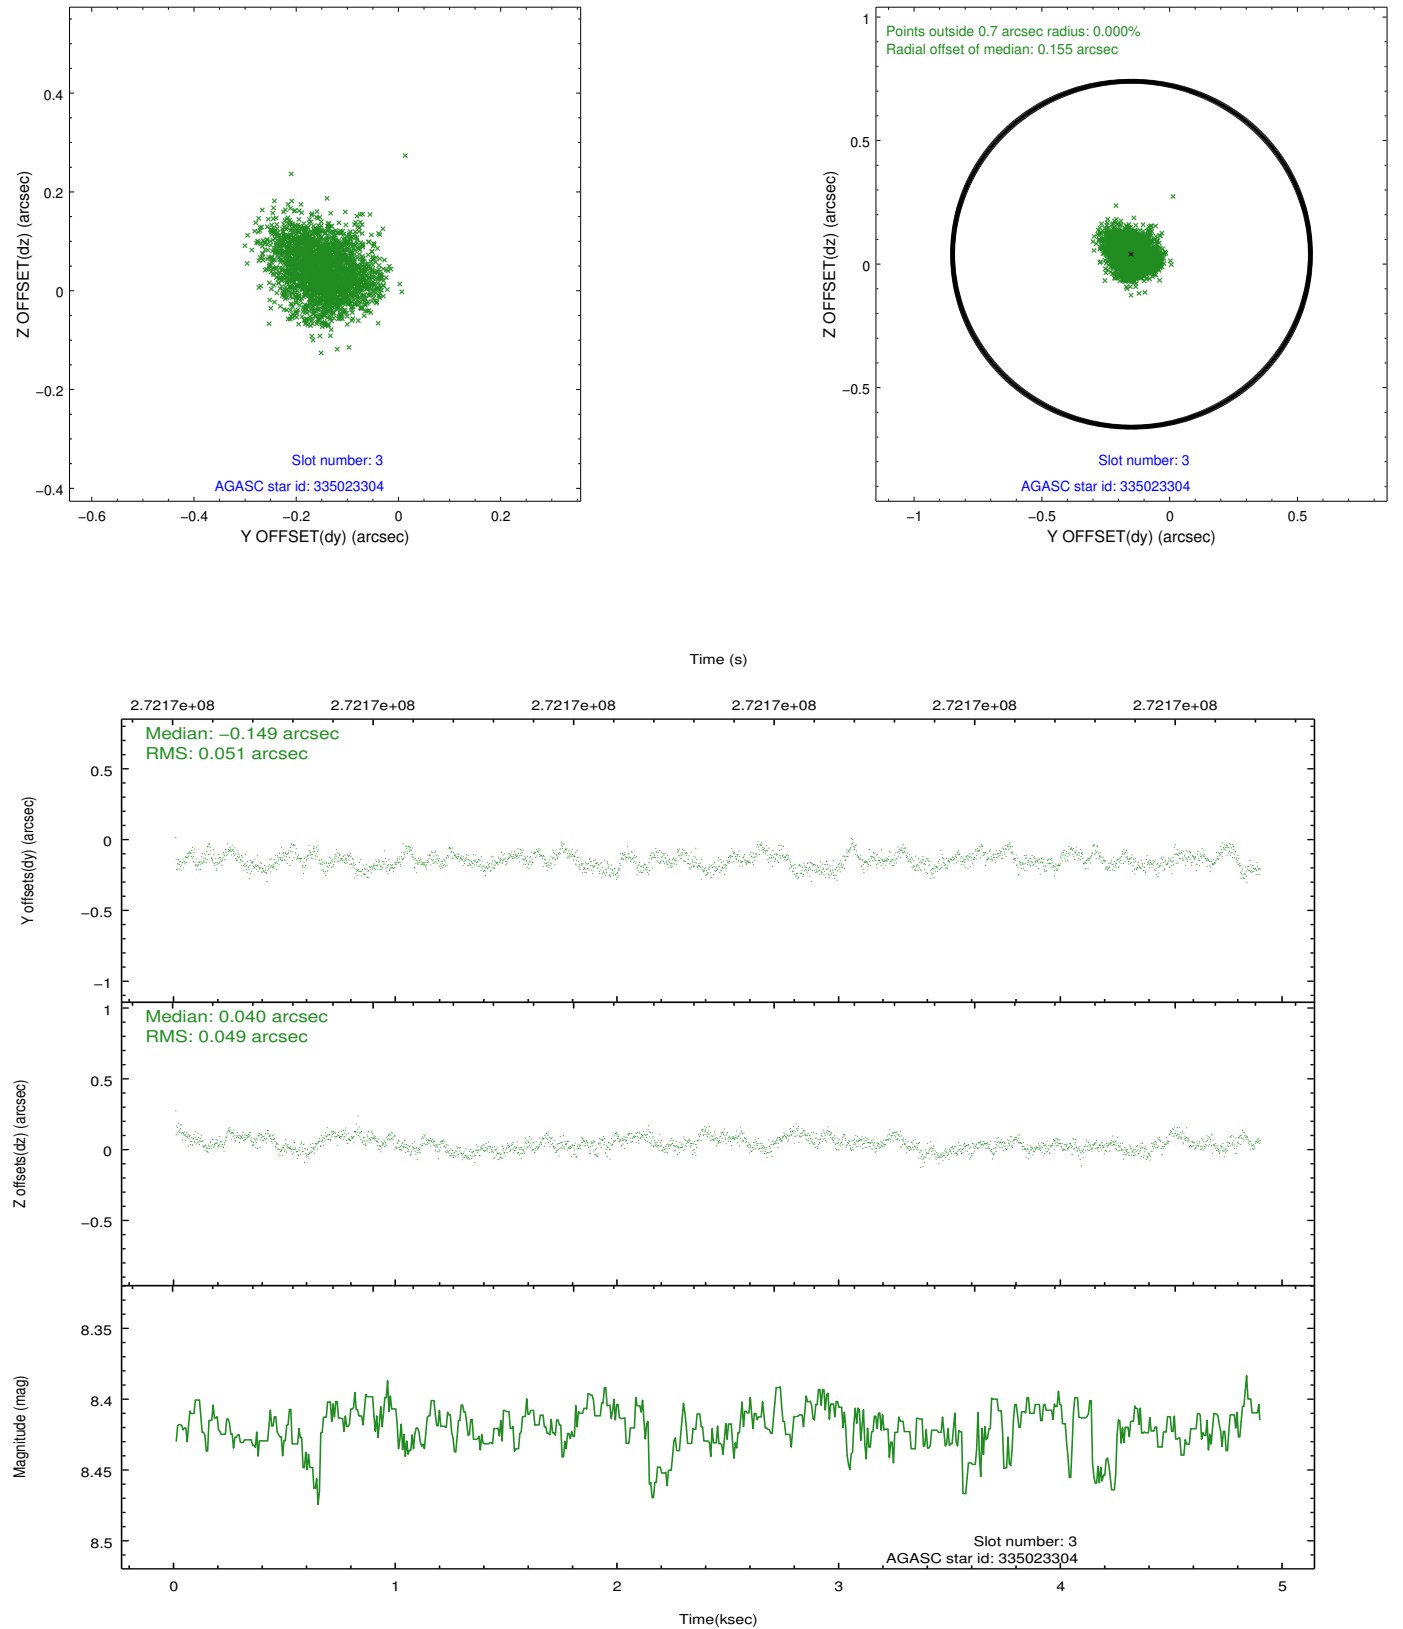 0.4
0.2
0
−0.2
−0.4
Z OFFSET(dz) (arcsec)
Slot number: 3
AGASC star id: 335023304
−0.6
−0.4
−0.2
0
0.2
Y OFFSET(dy) (arcsec)
Points outside 0.7 arcsec radius: 0.000%
Radial offset of median: 0.155 arcsec
1
0.5
0
−0.5
Z OFFSET(dz) (arcsec)
Slot number: 3
AGASC star id: 335023304
−1
−0.5
0
0.5
Y OFFSET(dy) (arcsec)
Time (s)
2.7217e+08 2.7217e+08 2.7217e+08 2.7217e+08 2.7217e+08 2.7217e+08
Median: −0.149 arcsec
RMS: 0.051 arcsec
0.5
0
−0.5
−1
Y offsets(dy) (arcsec)
Median: 0.040 arcsec
RMS: 0.049 arcsec
1
0.5
0
−0.5
Z offsets(dz) (arcsec)
8.35
8.4
8.45
8.5
Magnitude (mag)
Slot number: 3
AGASC star id: 335023304
0 1 2 3 4 5
Time(ksec)